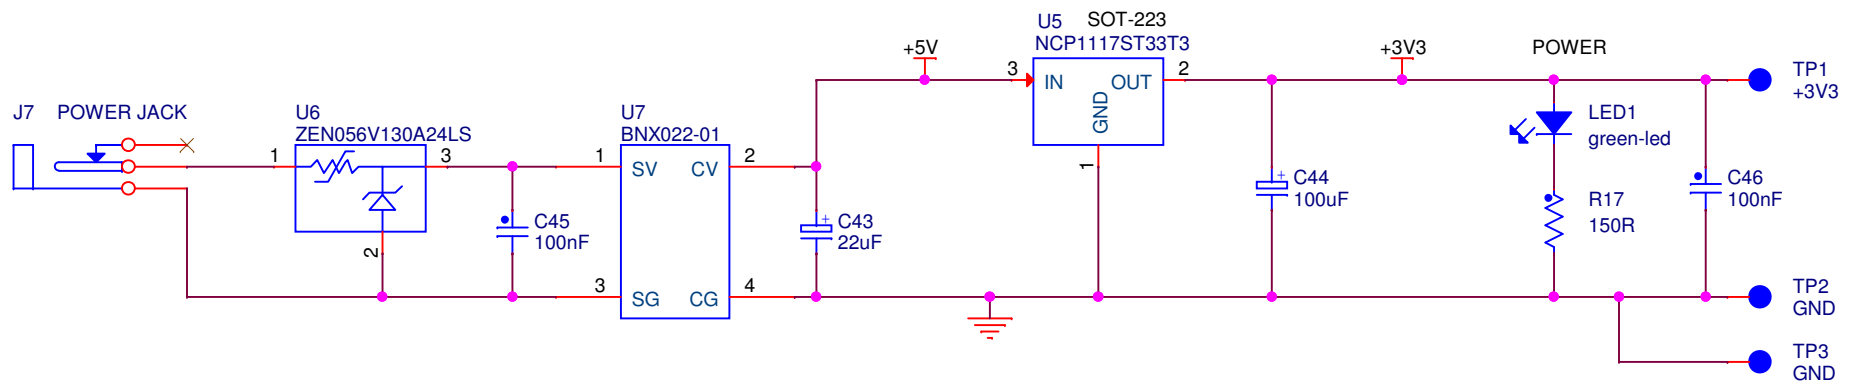 J7 POWER JACK
U6
ZEN056V130A24LS
1
3
2
C45
100nF
U7
BNX022-01
1
SV
CV
2
3
SG
CG
4
C43
22uF
+5V
U5 SOT-223
NCP1117ST33T3
3
IN
OUT
2
GND
1
C44
100uF
+3V3
POWER
LED1
green-led
R17
150R
C46
100nF
TP1
+3V3
TP2
GND
TP3
GND